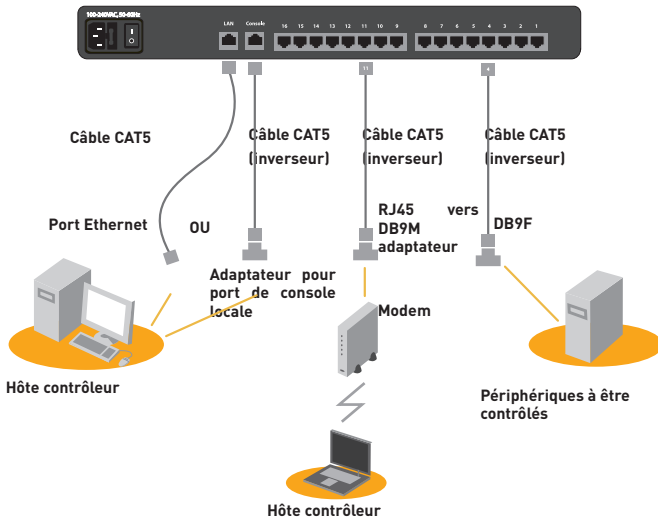 100-240VAC, 50-60Hz
LAN Console 16 15 14 13 12 11 10 9 8 7 6 5 4 3 2 1
11 4
Câble CAT5
Câble CAT5
(inverseur)
Câble CAT5
(inverseur)
Câble CAT5
(inverseur)
Port Ethernet
OU
RJ45 vers
DB9M
adaptateur
DB9F
Adaptateur pour
port de console
locale
Modem
Hôte contrôleur
Périphériques à être
contrôlés
Hôte contrôleur